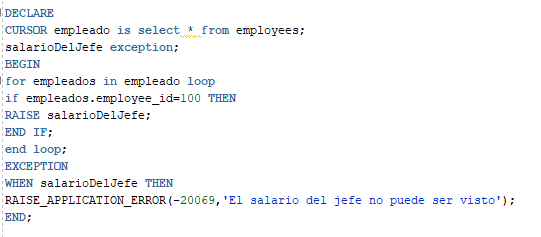 DECLARE
CURSOR empleado is select * from employees;
salarioDelJefe exception;
BEGIN
for empleados in empleado loop
if empleados.employee_id=100 THEN
RAISE salarioDelJefe;
END IF;
end loop;
EXCEPTION
WHEN salarioDelJefe THEN
RAISE_APPLICATION_ERROR(-20069,'El salario del jefe no puede ser visto');
END;